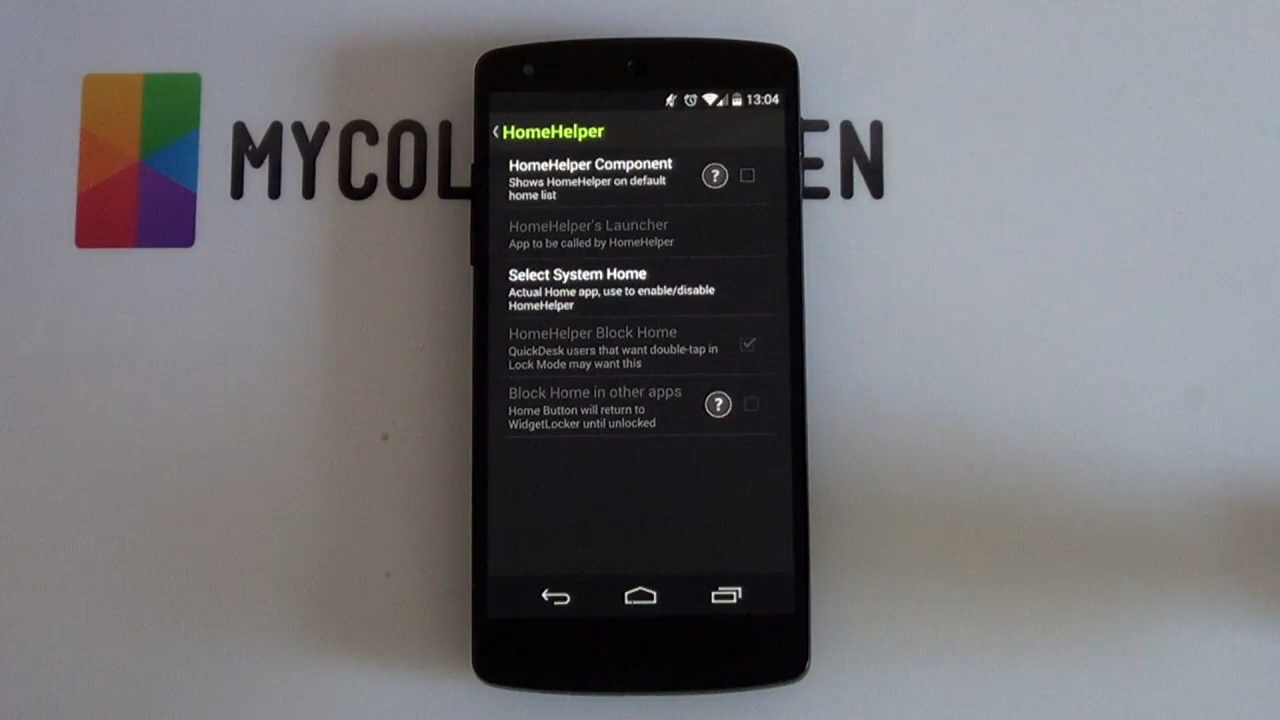 MYCOL EN
13:04
HomeHelper
HomeHelper Component
Shows HomeHelper on default
home list
?
HomeHelper's Launcher
App to be called by HomeHelper
Select System Home
Actual Home app, use to enable/disable
HomeHelper
HomeHelper Block Home
QuickDesk users that want double-tap in
Lock Mode may want this
Block Home in other apps
Home Button will return to
WidgetLocker until unlocked
?